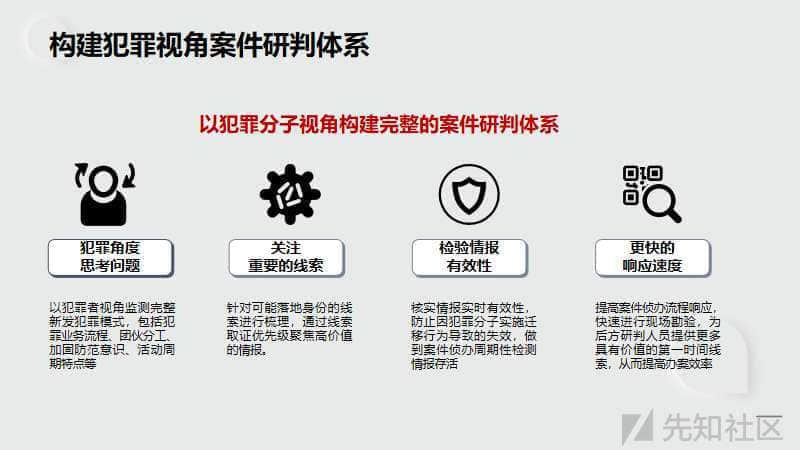 构建犯罪视角案件研判体系
以犯罪分子视角构建完整的案件研判体系
犯罪角度
思考问题
关注
重要的线索
检验情报
有效性
更快的
响应速度
以犯罪者视角监测完整
新发犯罪模式，包括犯
罪业务流程、团伙分工、
加国防范意识、活动周
期特点等
针对可能落地身份的线
索进行梳理，通过线索
取证优先级聚焦高价值
的情报。
核实情报实时有效性，
防止因犯罪分子实施迁
移行为导致的失效，做
到案件侦办周期性检测
情报存活
提高案件侦办流程响应，
快速进行现场勘验，为
后方研判人员提供更多
具有价值的第一时间线
索，从而提高办案效率
先知社区